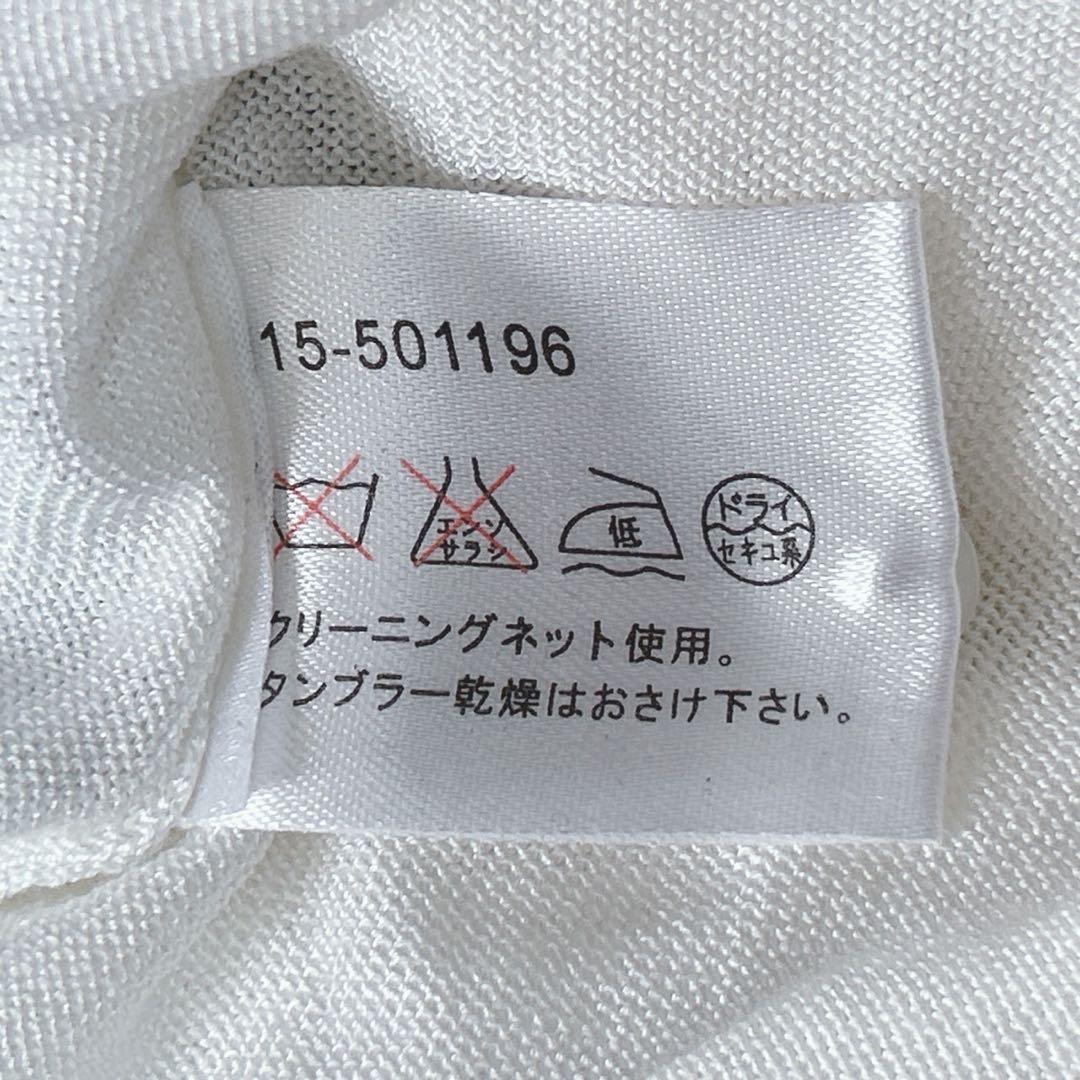 15-501196
エンソ
サラシ
低
ドライ
セキユ系
クリーニングネット使用。
タンブラー乾燥はおさけ下さい。